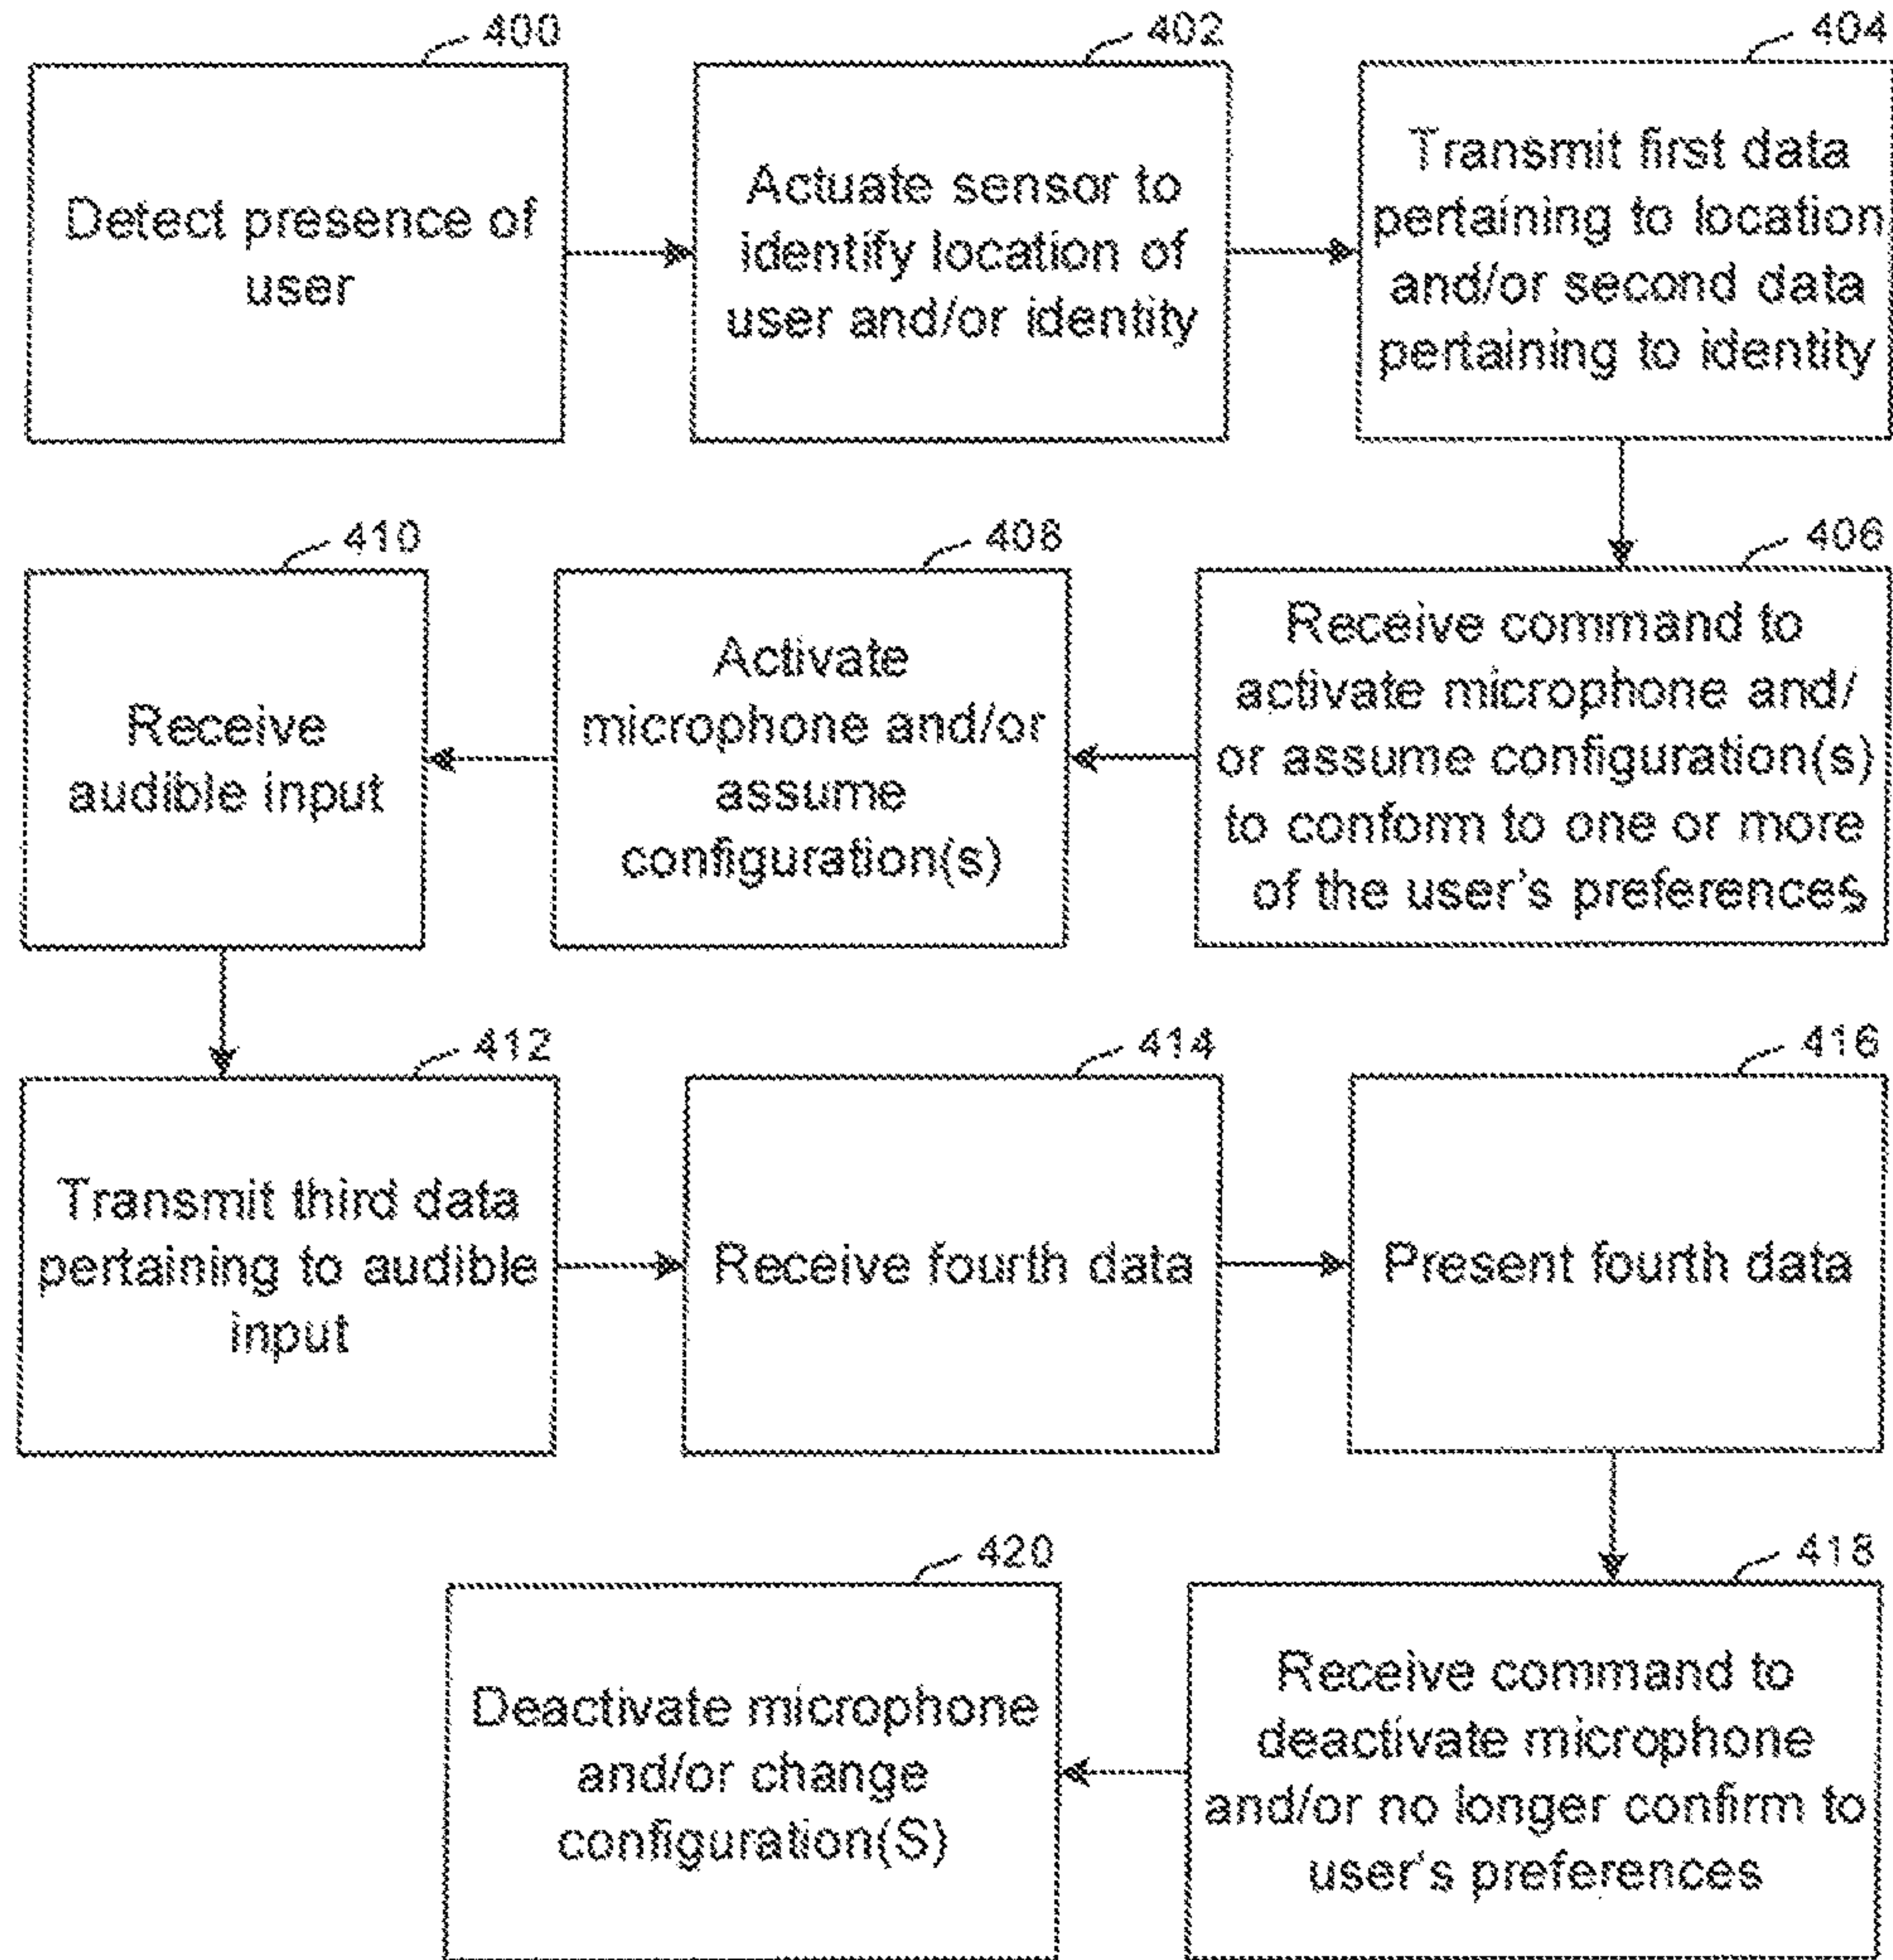 400
Detect presence of
user
402
Actuate sensor to
identify location of
user and/or identity
404
Transmit first data
pertaining to location
and/or second data
pertaining to identity
406
Receive command to
activate microphone and/
or assume configuration(s)
to conform to one or more
of the user's preferences
408
Activate
microphone and/or
assume
configuration(s)
410
Receive
audible input
412
Transmit third data
pertaining to audible
input
414
Receive fourth data
416
Present fourth data
418
Receive command to
deactivate microphone
and/or no longer confirm to
user's preferences
420
Deactivate microphone
and/or change
configuration(S)